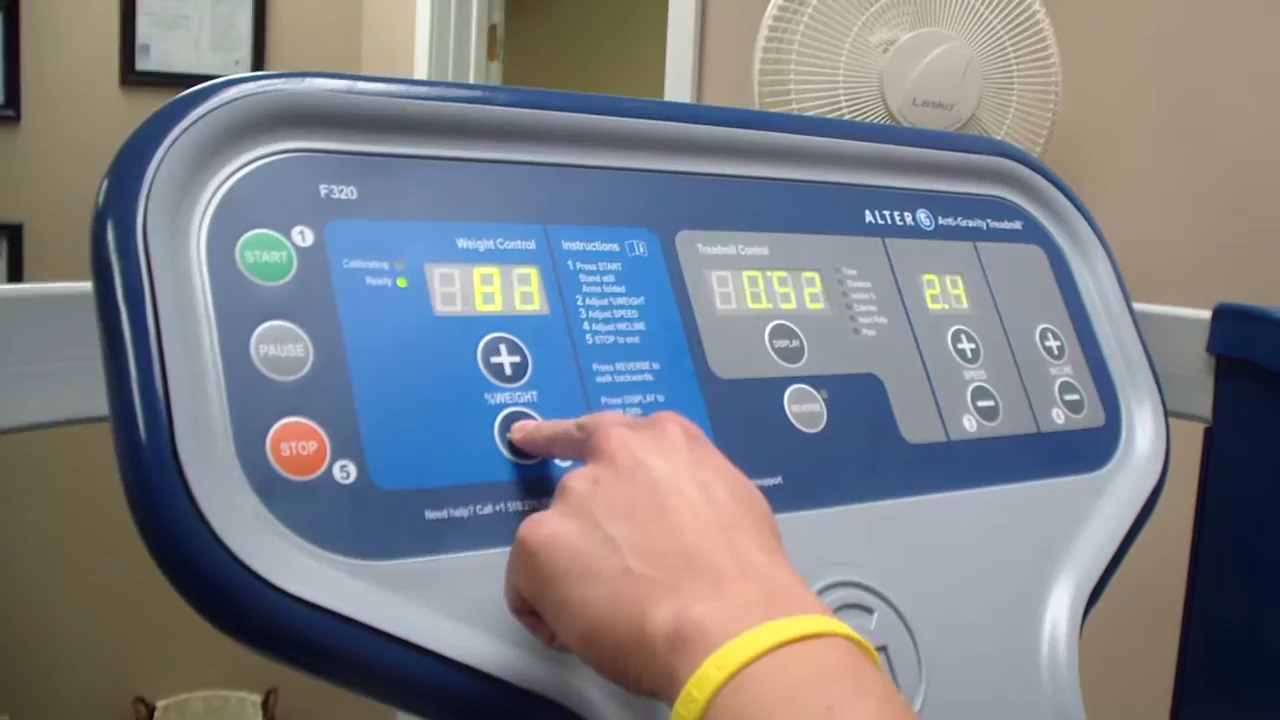 Lasko
F320
ALTER G Anti-Gravity Treadmill
START 1
Weight Control
Instructions
Treadmill Control
Calibrating
Ready
1 Press START
Stand still
Arms folded
2 Adjust %WEIGHT
3 Adjust SPEED
4 Adjust INCLINE
5 STOP to end
Press REVERSE to
walk backwards.
Press DISPLAY to
0:52
2.4
Time
Distance
Incline %
Calories
Heart Rate
Pace
PAUSE
DISPLAY
%WEIGHT
SPEED
INCLINE
REVERSE
3
4
STOP 5
Need help? Call +1 510
support